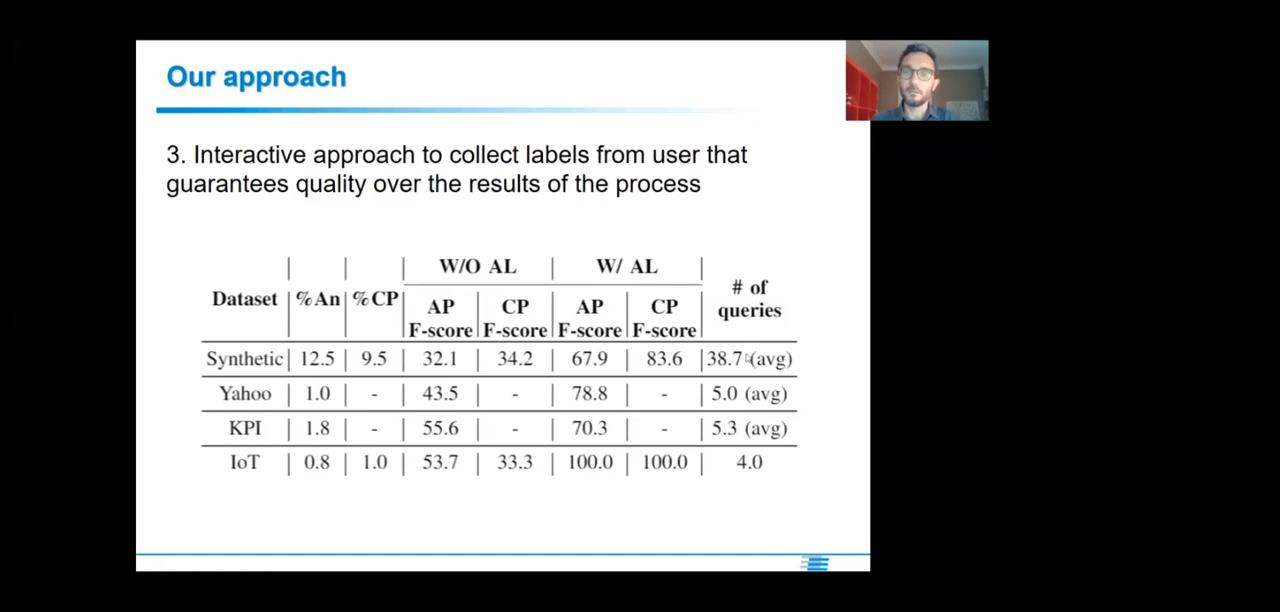 Our approach
3. Interactive approach to collect labels from user that
guarantees quality over the results of the process
W/O AL W/ AL
Dataset %An %CP # of queries
AP F-score CP F-score AP F-score CP F-score
Synthetic 12.5 9.5 32.1 34.2 67.9 83.6 38.7 (avg)
Yahoo 1.0 - 43.5 - 78.8 - 5.0 (avg)
KPI 1.8 - 55.6 - 70.3 - 5.3 (avg)
IoT 0.8 1.0 53.7 33.3 100.0 100.0 4.0